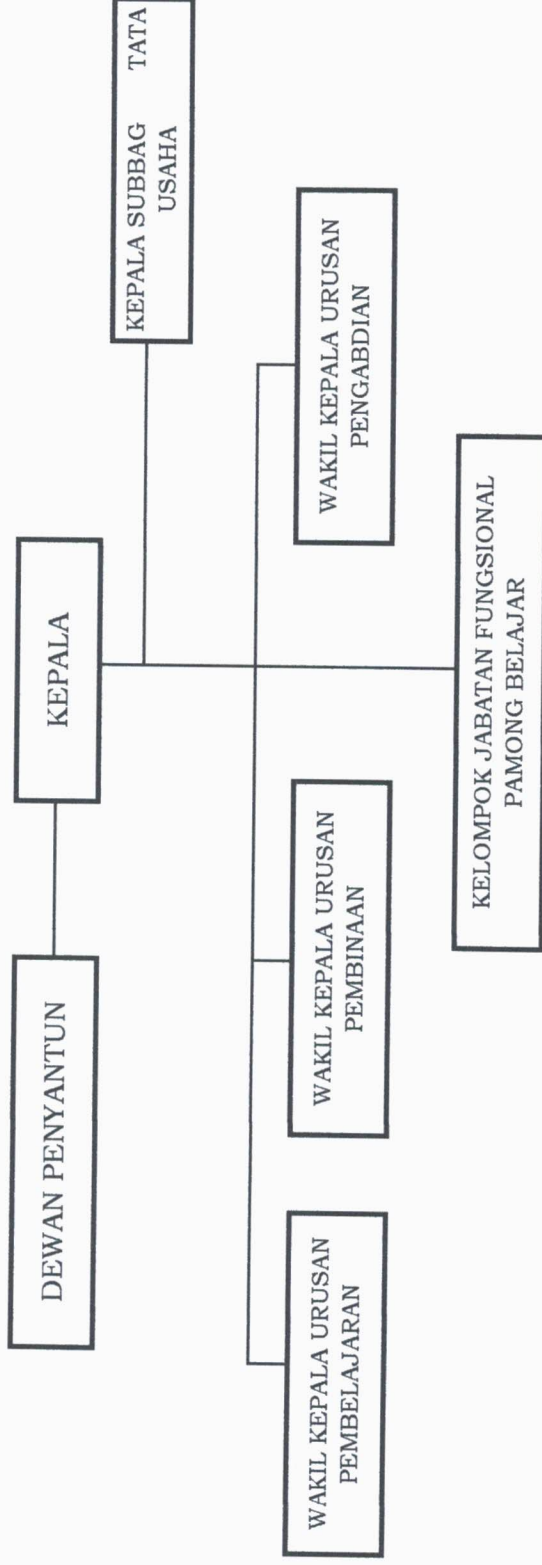 DEWAN PENYANTUN
KEPALA
KEPALA SUBBAG TATA
USAHA
WAKIL KEPALA URUSAN
PEMBELAJARAN
WAKIL KEPALA URUSAN
PEMBINAAN
WAKIL KEPALA URUSAN
PENGABDIAN
KELOMPOK JABATAN FUNGSIONAL
PAMONG BELAJAR